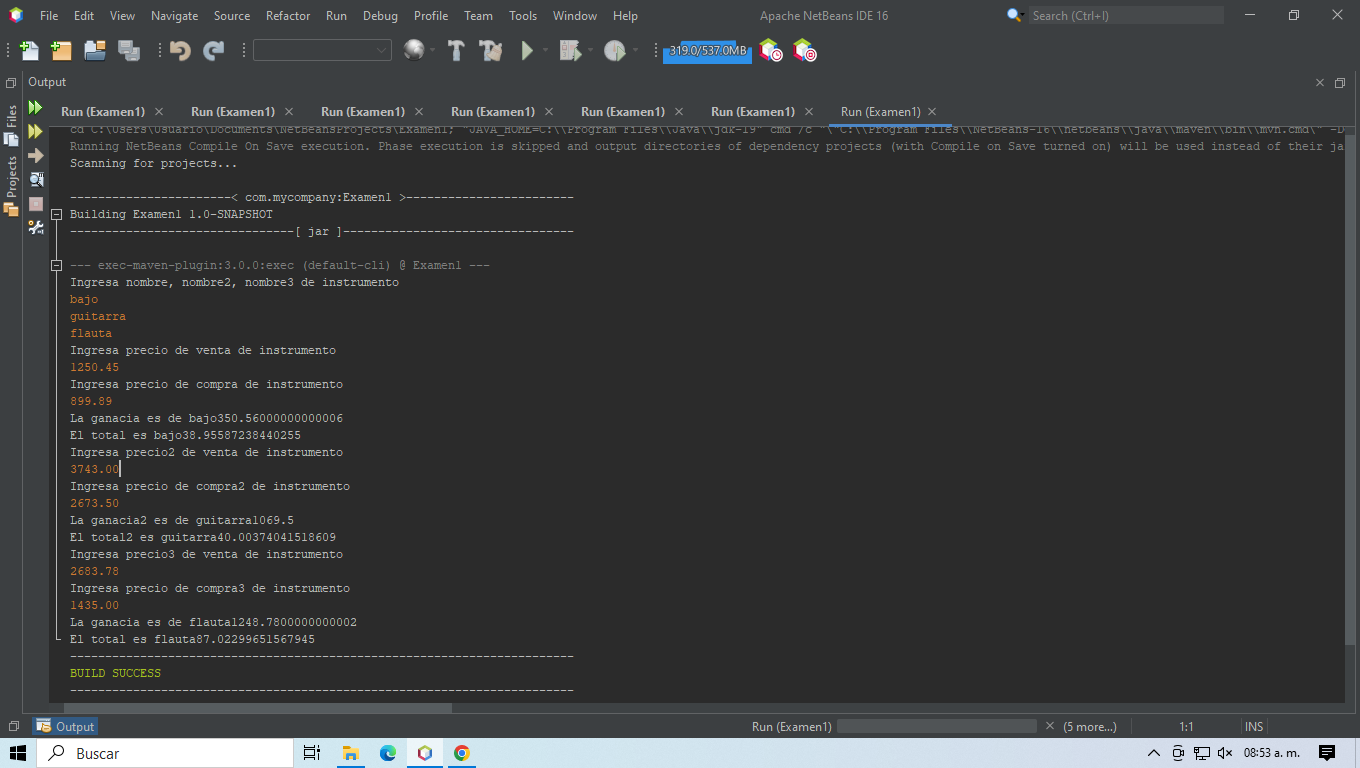 File Edit View Navigate Source Refactor Run Debug Profile Team Tools Window Help
Apache NetBeans IDE 16
Search (Ctrl+I)
319.0/537.0MB
Output
Files
Projects
Run (Examen1) Run (Examen1) Run (Examen1) Run (Examen1) Run (Examen1) Run (Examen1) Run (Examen1)
cd C:\Users\Usuario\Documents\NetBeansProjects\Examen1; "JAVA_HOME=C:\\Program Files\\Java\\jdk-19" cmd /c "\"C:\\Program Files\\NetBeans-16\\netbeans\\java\\maven\\bin\\mvn.cmd\" -D
Running NetBeans Compile On Save execution. Phase execution is skipped and output directories of dependency projects (with Compile on Save turned on) will be used instead of their ja
Scanning for projects...
-----------------------< com.mycompany:Examen1 >------------------------
Building Examen1 1.0-SNAPSHOT
--------------------------------[ jar ]---------------------------------
--- exec-maven-plugin:3.0.0:exec (default-cli) @ Examen1 ---
Ingresa nombre, nombre2, nombre3 de instrumento
bajo
guitarra
flauta
Ingresa precio de venta de instrumento
1250.45
Ingresa precio de compra de instrumento
899.89
La ganacia es de bajo350.56000000000006
El total es bajo38.95587238440255
Ingresa precio2 de venta de instrumento
3743.00
Ingresa precio de compra2 de instrumento
2673.50
La ganacia2 es de guitarra1069.5
El total2 es guitarra40.00374041518609
Ingresa precio3 de venta de instrumento
2683.78
Ingresa precio de compra3 de instrumento
1435.00
La ganacia es de flauta1248.7800000000002
El total es flauta87.02299651567945
------------------------------------------------------------------------
BUILD SUCCESS
------------------------------------------------------------------------
Output
Run (Examen1)
(5 more...)
1:1
INS
Buscar
08:53 a. m.